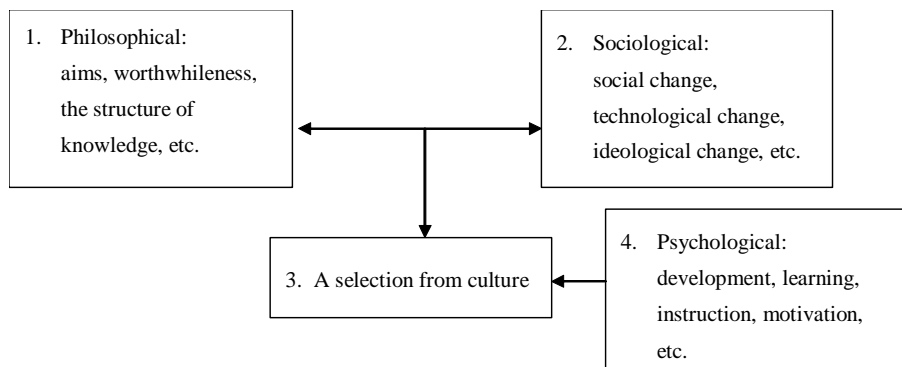 1. Philosophical:
aims, worthwhileness,
the structure of
knowledge, etc.
2. Sociological:
social change,
technological change,
ideological change, etc.
3. A selection from culture
4. Psychological:
development, learning,
instruction, motivation,
etc.